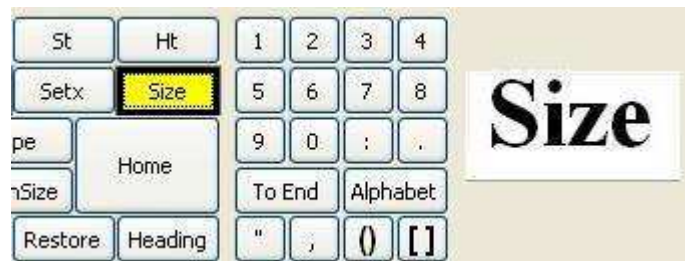 St Ht 1 2 3 4
Setx Size 5 6 7 8 Size
pe Home 9 0 : .
nSize To End Alphabet
Restore Heading " , () []